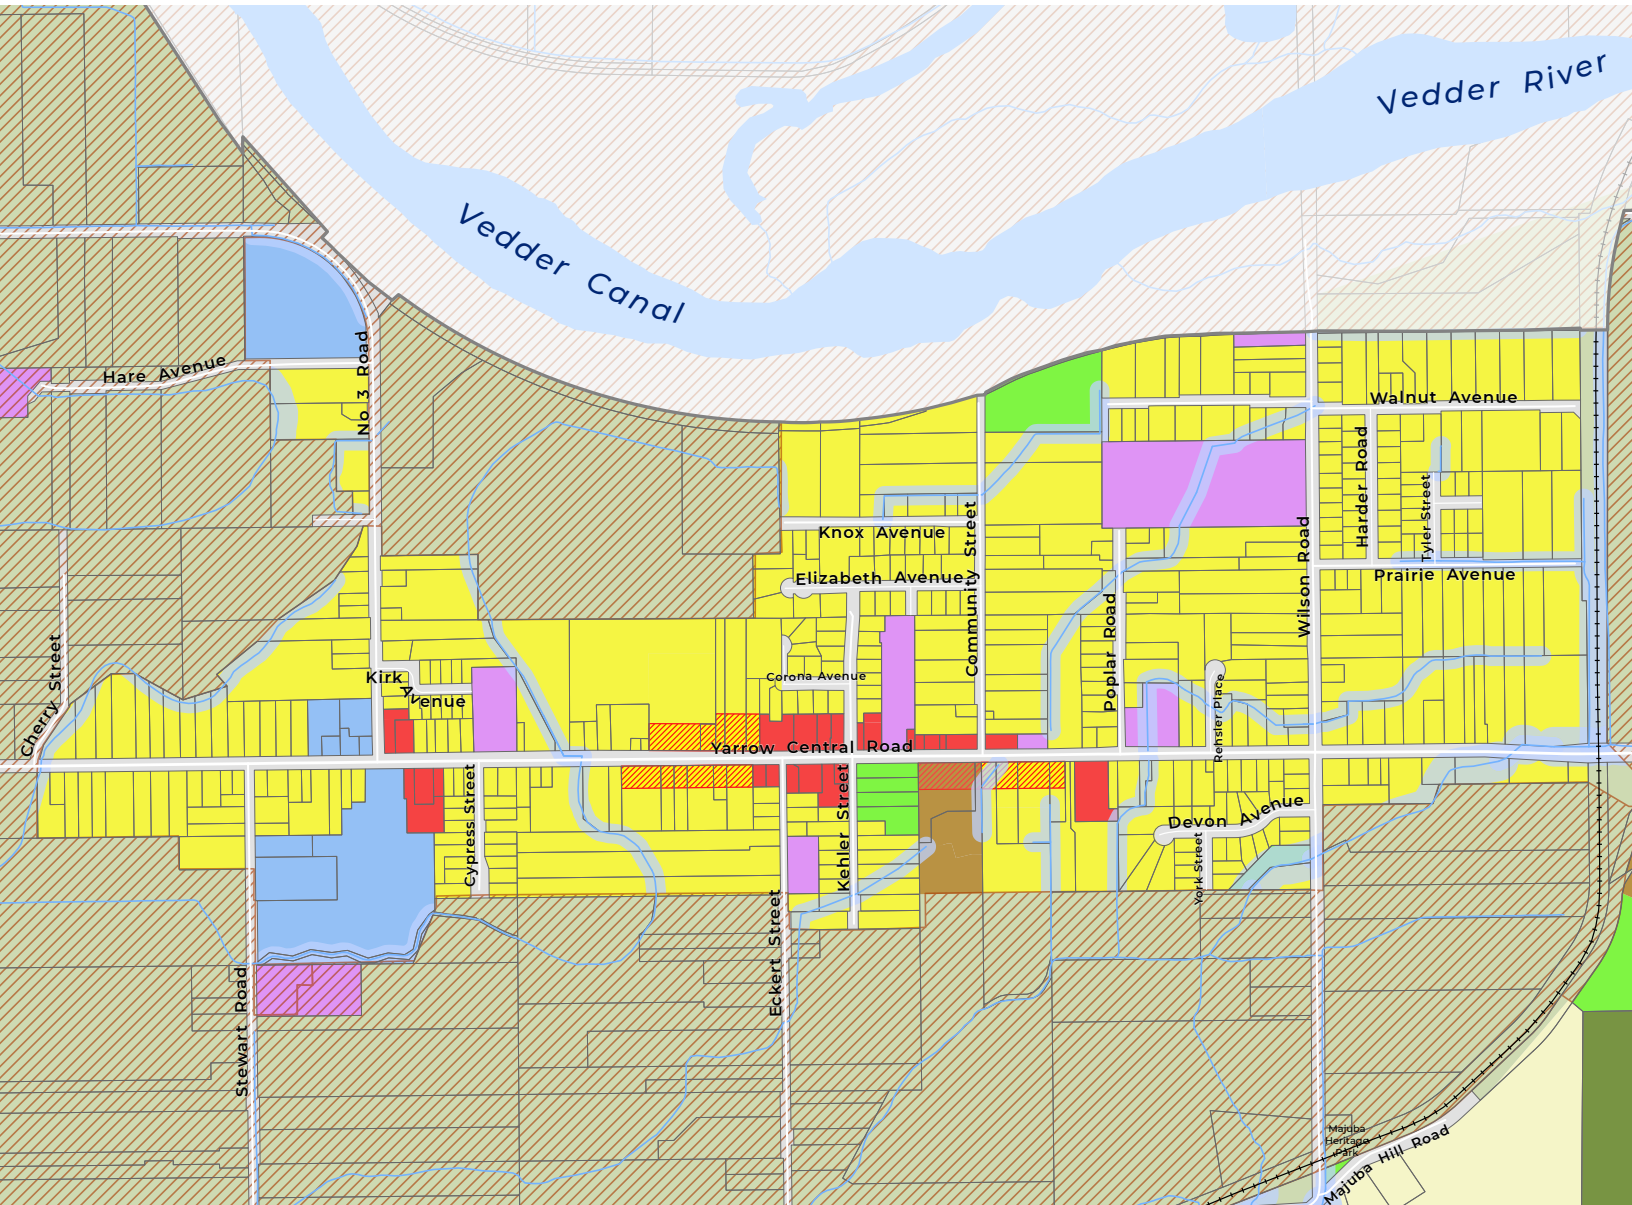 Vedder River
Vedder Canal
Hare Avenue
No 3 Road
Walnut Avenue
Harder Road
Tyler Street
Knox Avenue
Community Street
Wilson Road
Elizabeth Avenue
Prairie Avenue
Poplar Road
Cherry Street
Kirk Avenue
Corona Avenue
Rehsler Place
Yarrow Central Road
Cypress Street
Kehler Street
Devon Avenue
York Street
Eckert Street
Stewart Road
Majuba
Heritage
Park
Majuba Hill Road